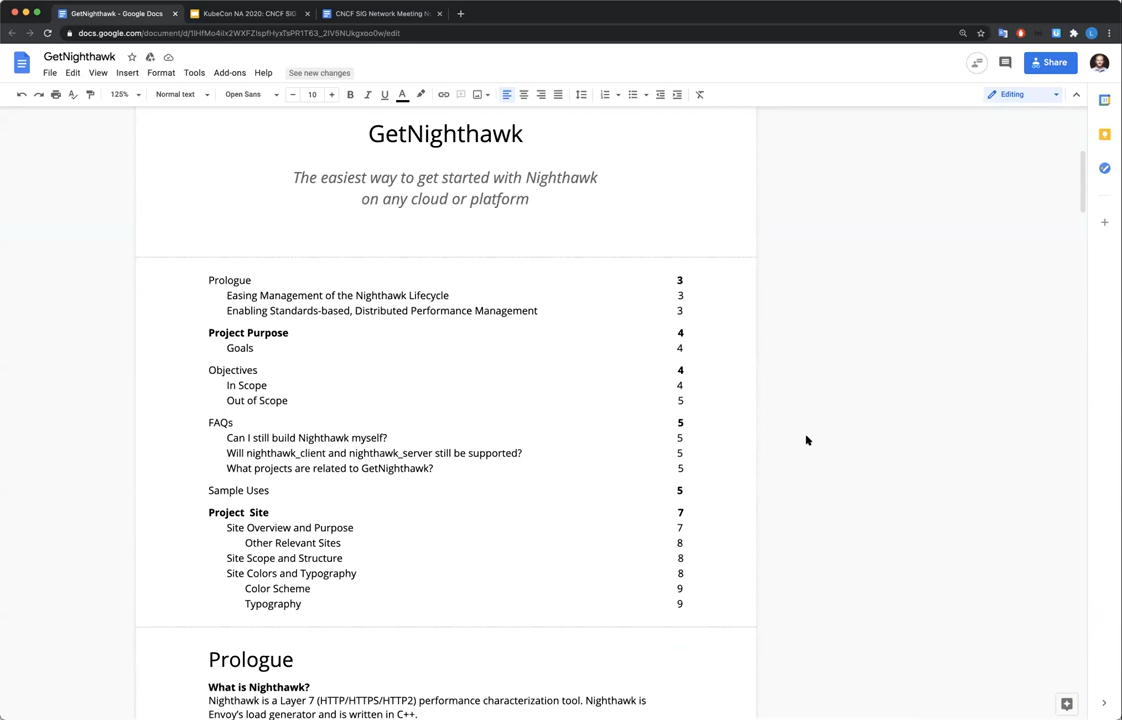 GetNighthawk - Google Docs
KubeCon NA 2020: CNCF SIG
CNCF SIG Network Meeting N
GetNighthawk
File Edit View Insert Format Tools Add-ons Help See new changes
Share
125% Normal text Open Sans 10 Editing
GetNighthawk
The easiest way to get started with Nighthawk
on any cloud or platform
Prologue 3
Easing Management of the Nighthawk Lifecycle 3
Enabling Standards-based, Distributed Performance Management 3
Project Purpose 4
Goals 4
Objectives 4
In Scope 4
Out of Scope 5
FAQs 5
Can I still build Nighthawk myself? 5
Will nighthawk_client and nighthawk_server still be supported? 5
What projects are related to GetNighthawk? 5
Sample Uses 5
Project Site 7
Site Overview and Purpose 7
Other Relevant Sites 8
Site Scope and Structure 8
Site Colors and Typography 8
Color Scheme 9
Typography 9
Prologue
What is Nighthawk?
Nighthawk is a Layer 7 (HTTP/HTTPS/HTTP2) performance characterization tool. Nighthawk is
Envoy's load generator and is written in C++.